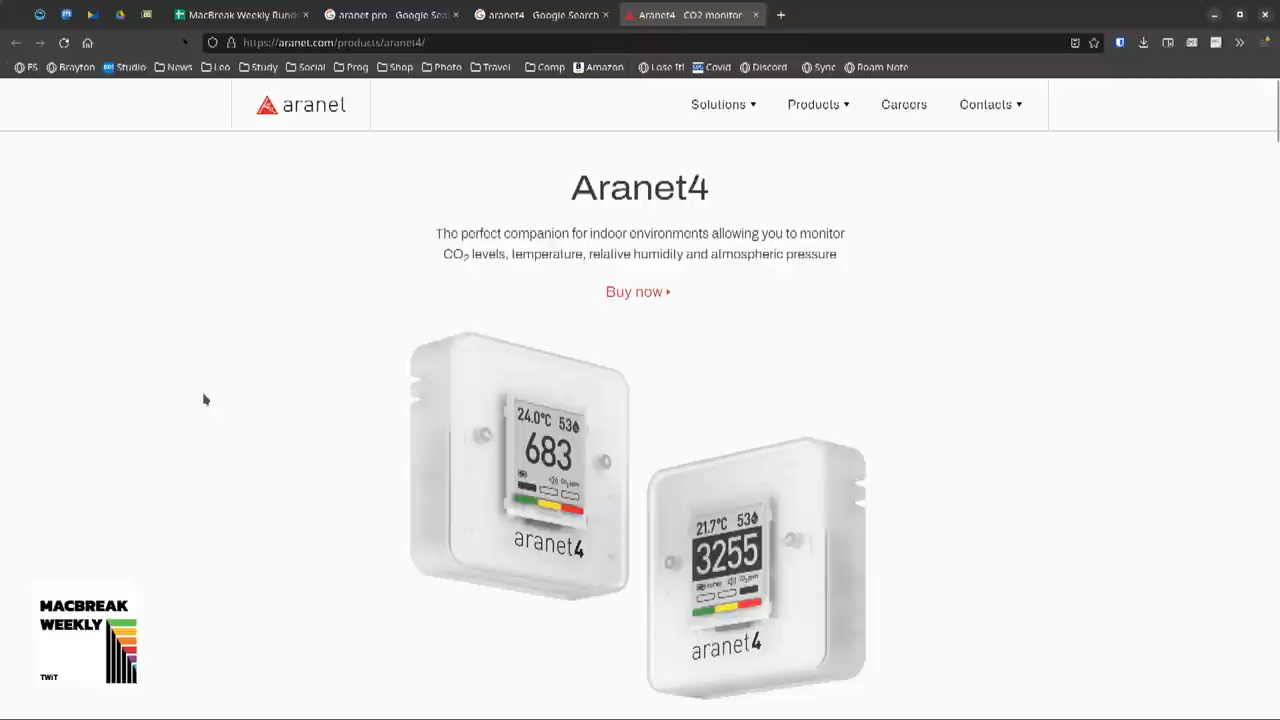 MacBreak Weekly Rund
aranet pro - Google Sea
aranet4 - Google Search
Aranet4 - CO2 monitor
https://aranet.com/products/aranet4/
FS
Brayton
Studio
News
Leo
Study
Social
Prog
Shop
Photo
Travel
Comp
Amazon
Lose It!
Covid
Discord
Sync
Roam Note
aranet
Solutions
Products
Careers
Contacts
Aranet4
The perfect companion for indoor environments allowing you to monitor
CO₂ levels, temperature, relative humidity and atmospheric pressure
Buy now
24.0°C 53
683
aranet4
21.7°C 53
3255
aranet4
MACBREAK
WEEKLY
TWiT